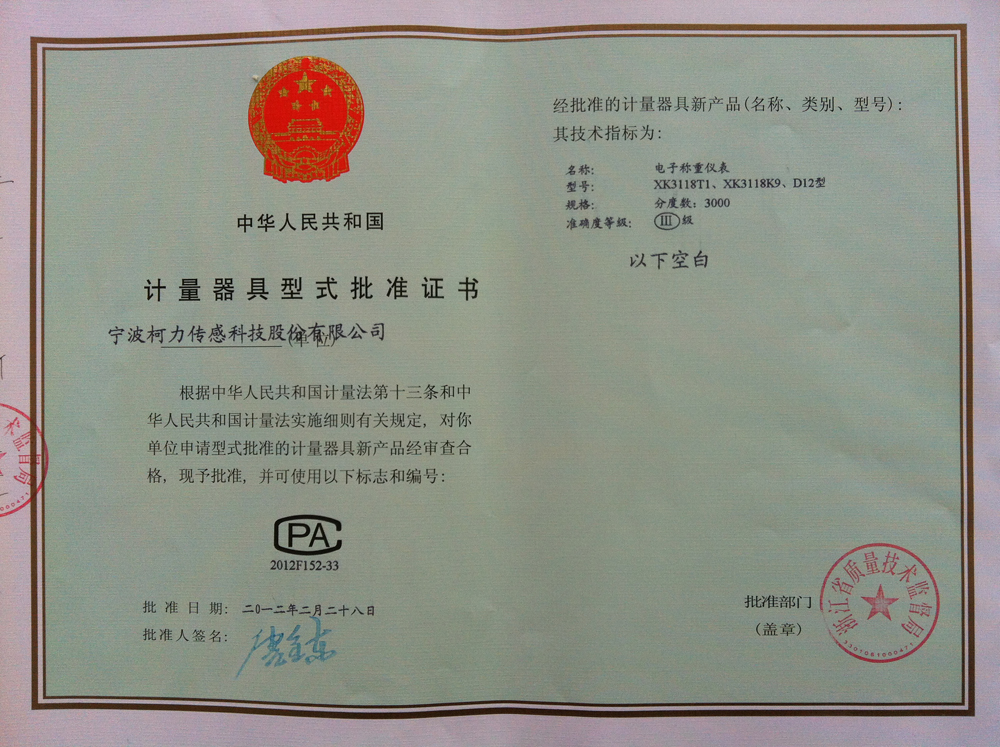 中华人民共和国
计量器具型式批准证书
宁波柯力传感科技股份有限公司
(单位)
根据中华人民共和国计量法第十三条和中
华人民共和国计量法实施细则有关规定，对你
单位申请型式批准的计量器具新产品经审查合
格，现予批准，并可使用以下标志和编号：
CPA
2012F152-33
批准日期：二0一二年二月二十八日
批准人签名：
经批准的计量器具新产品(名称、类别、型号)：
其技术指标为：
名称： 电子称重仪表
型号： XK3118T1、XK3118K9、D12型
规格： 分度数：3000
准确度等级： III级
以下空白
批准部门
(盖章)
浙江省质量技术监督局
术监督局